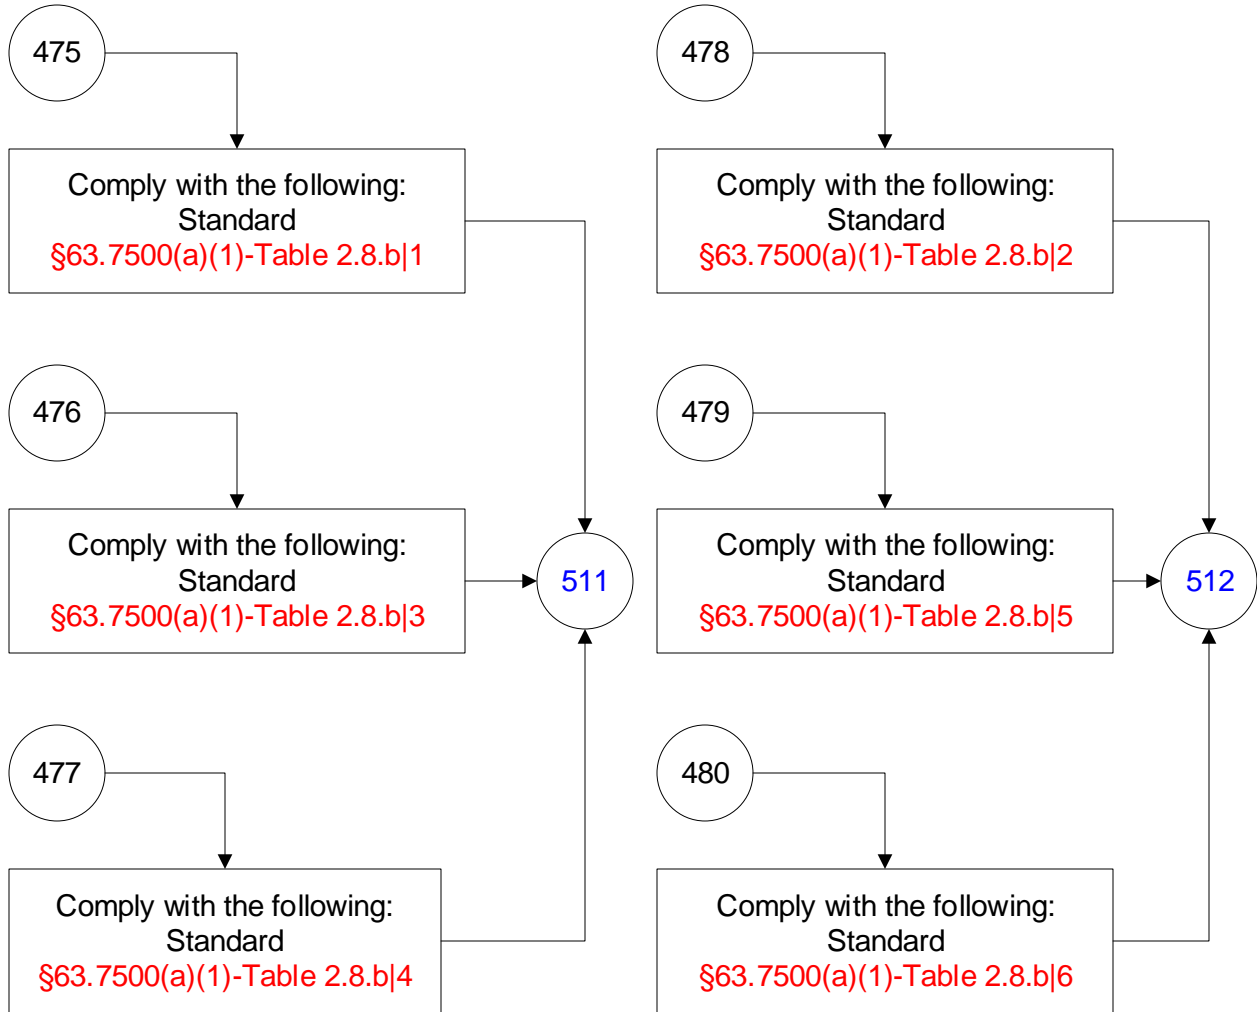 475
Comply with the following:
Standard
§63.7500(a)(1)-Table 2.8.b|1
476
Comply with the following:
Standard
§63.7500(a)(1)-Table 2.8.b|3
511
477
Comply with the following:
Standard
§63.7500(a)(1)-Table 2.8.b|4
478
Comply with the following:
Standard
§63.7500(a)(1)-Table 2.8.b|2
479
Comply with the following:
Standard
§63.7500(a)(1)-Table 2.8.b|5
512
480
Comply with the following:
Standard
§63.7500(a)(1)-Table 2.8.b|6